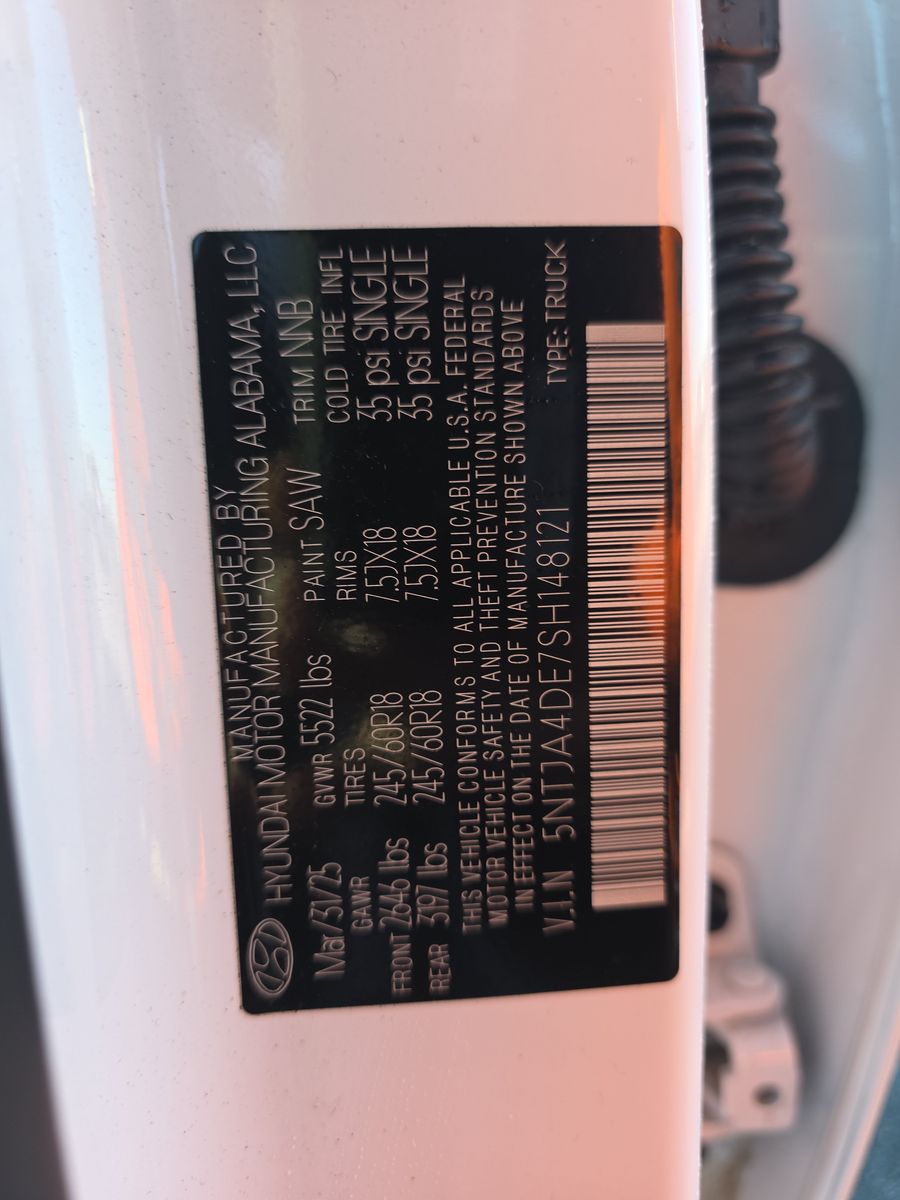 MANUFACTURED BY
HYUNDAI MOTOR MANUFACTURING ALABAMA, LLC
Mar/31/25 GVWR 5522 lbs PAINT SAW TRIM NNB
GAWR TIRES RIMS COLD TIRE INFL
FRONT 2646 lbs 245/60R18 7.5JX18 35 psi SINGLE
REAR 3197 lbs 245/60R18 7.5JX18 35 psi SINGLE
THIS VEHICLE CONFORMS TO ALL APPLICABLE U.S.A. FEDERAL
MOTOR VEHICLE SAFETY AND THEFT PREVENTION STANDARDS
IN EFFECT ON THE DATE OF MANUFACTURE SHOWN ABOVE
V.I.N 5NTJA4DE7SH148121 TYPE: TRUCK